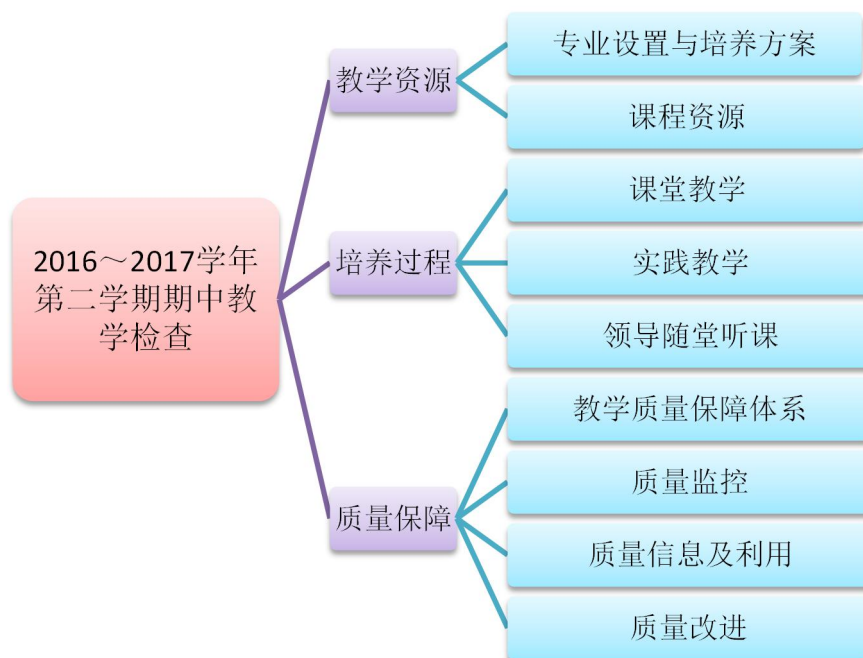 2016～2017学年
第二学期期中教
学检查
教学资源
专业设置与培养方案
课程资源
培养过程
课堂教学
实践教学
领导随堂听课
质量保障
教学质量保障体系
质量监控
质量信息及利用
质量改进